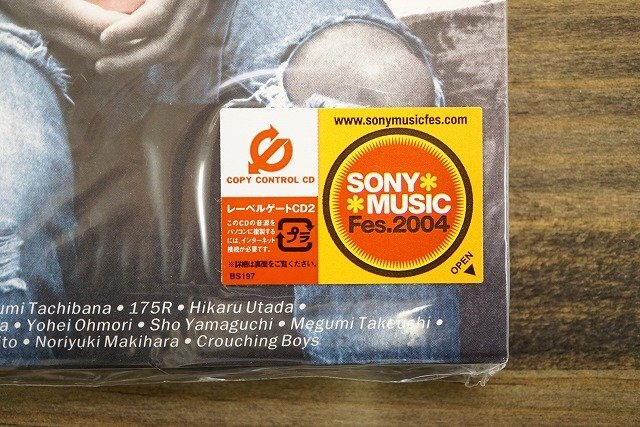 www.sonymusicfes.com
COPY CONTROL CD
SONY
MUSIC
Fes.2004
レーベルゲートCD2
このCDの音源を
パソコンに複製する
には、インターネット
接続が必要です。
プラ
※詳細は裏面をご覧ください。
BS197
OPEN
umi Tachibana • 175R • Hikaru Utada •
a • Yohei Ohmori • Sho Yamaguchi • Megumi Takeuchi •
ito • Noriyuki Makihara • Crouching Boys